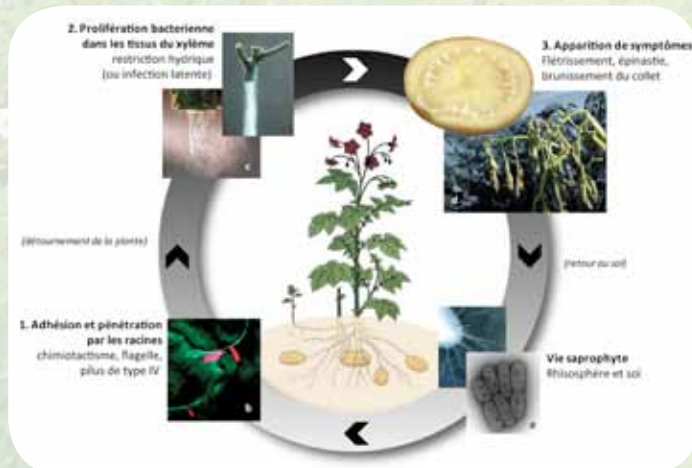 2. Prolifération bacterienne
dans les tissus du xylème
restriction hydrique
(ou infection latente)
3. Apparition de symptômes
Flétrissement, épinastie,
brunissement du collet
c
d
(détournement de la plante)
(retour au sol)
1. Adhésion et pénétration
par les racines
chimiotactisme, flagelle,
pilus de type IV
b
Vie saprophyte
Rhisosphère et soi
a